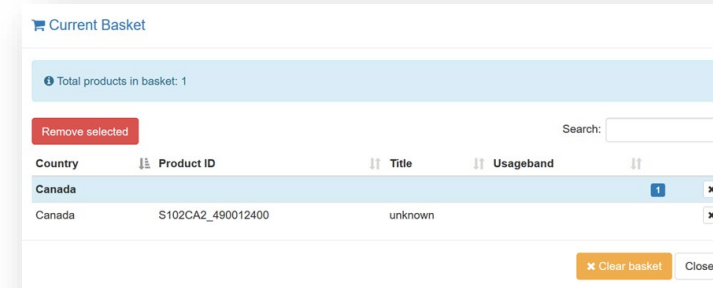 Current Basket
Total products in basket: 1
Remove selected
Search:
Country Product ID Title Usageband
Canada 1
Canada S102CA2_490012400 unknown
Clear basket Close